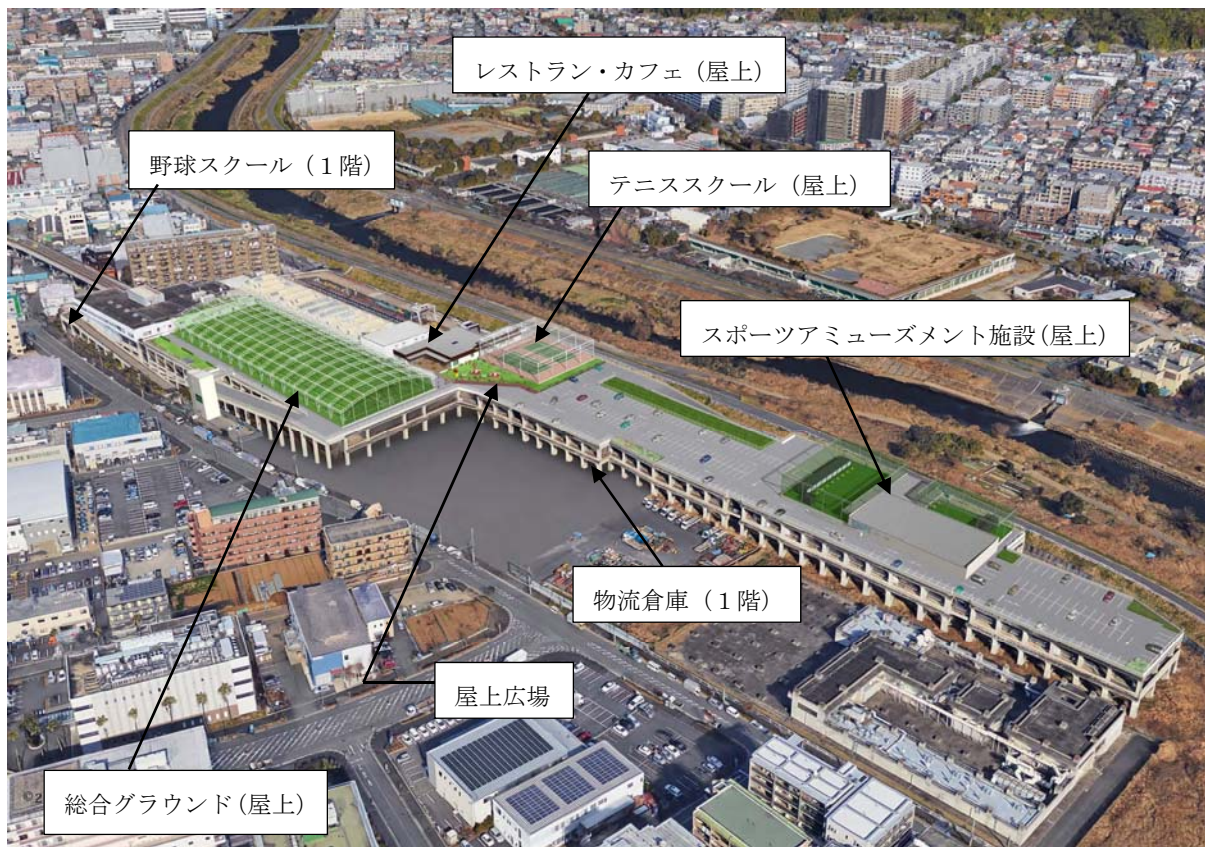 レストラン・カフェ（屋上）
野球スクール（１階）
テニススクール（屋上）
スポーツアミューズメント施設（屋上）
物流倉庫（１階）
屋上広場
総合グラウンド（屋上）
©2